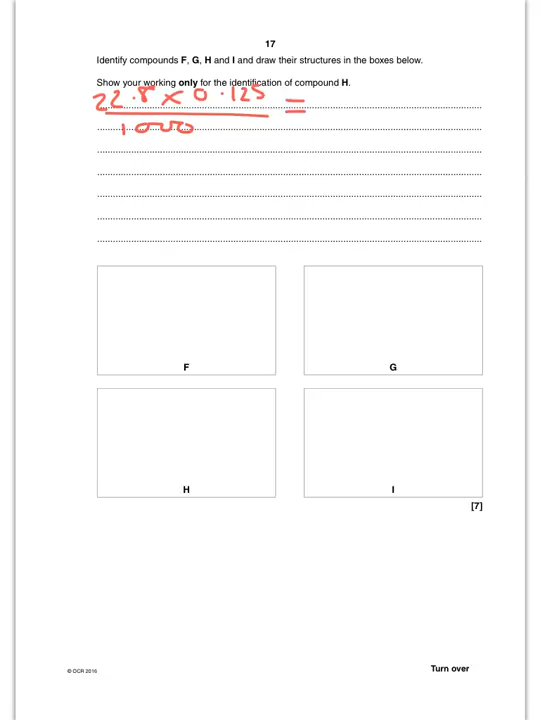 17
Identify compounds F, G, H and I and draw their structures in the boxes below.
Show your working only for the identification of compound H.
22.8 × 0.125 =
1000
F
G
H
I
[7]
© OCR 2016
Turn over